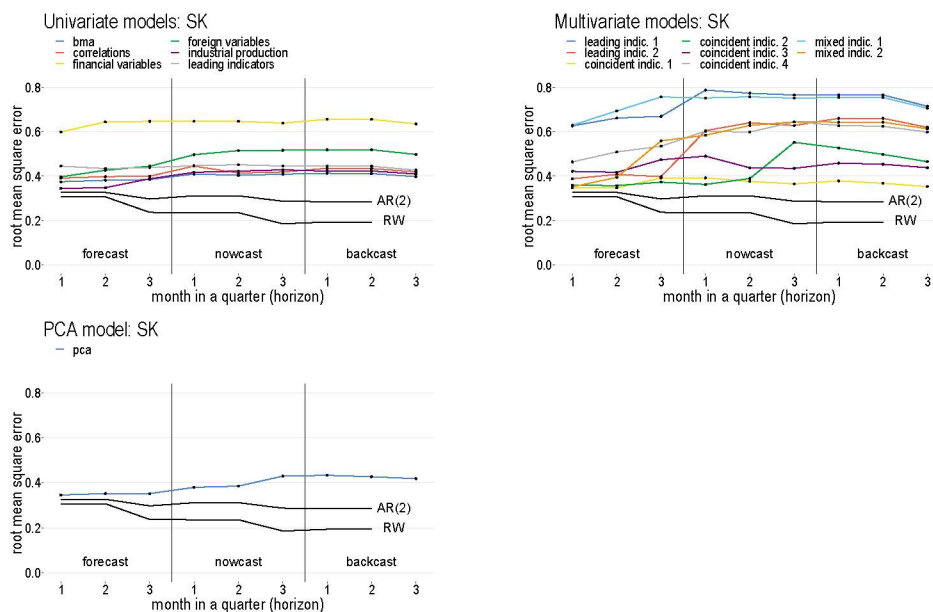 Univariate models: SK
bma
correlations
financial variables
foreign variables
industrial production
leading indicators
root mean square error
0.8
0.6
0.4
0.2
0.0
AR(2)
RW
forecast
nowcast
backcast
1 2 3 1 2 3 1 2 3
month in a quarter (horizon)
Multivariate models: SK
leading indic. 1
leading indic. 2
coincident indic. 1
coincident indic. 2
coincident indic. 3
coincident indic. 4
mixed indic. 1
mixed indic. 2
root mean square error
0.8
0.6
0.4
0.2
0.0
AR(2)
RW
forecast
nowcast
backcast
1 2 3 1 2 3 1 2 3
month in a quarter (horizon)
PCA model: SK
pca
root mean square error
0.8
0.6
0.4
0.2
0.0
AR(2)
RW
forecast
nowcast
backcast
1 2 3 1 2 3 1 2 3
month in a quarter (horizon)